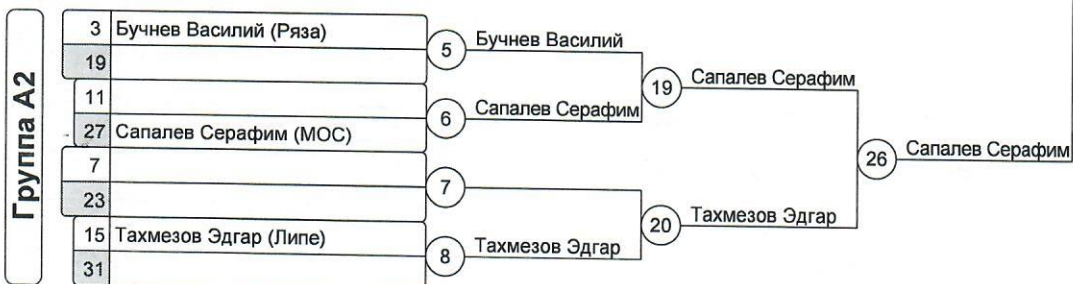 Группа А2
3 Бучнев Василий (Ряза)
19
11
27 Сапалев Серафим (МОС)
7
23
15 Тахмезов Эдгар (Липе)
31
5 Бучнев Василий
6 Сапалев Серафим
7
8 Тахмезов Эдгар
19 Сапалев Серафим
20 Тахмезов Эдгар
26 Сапалев Серафим